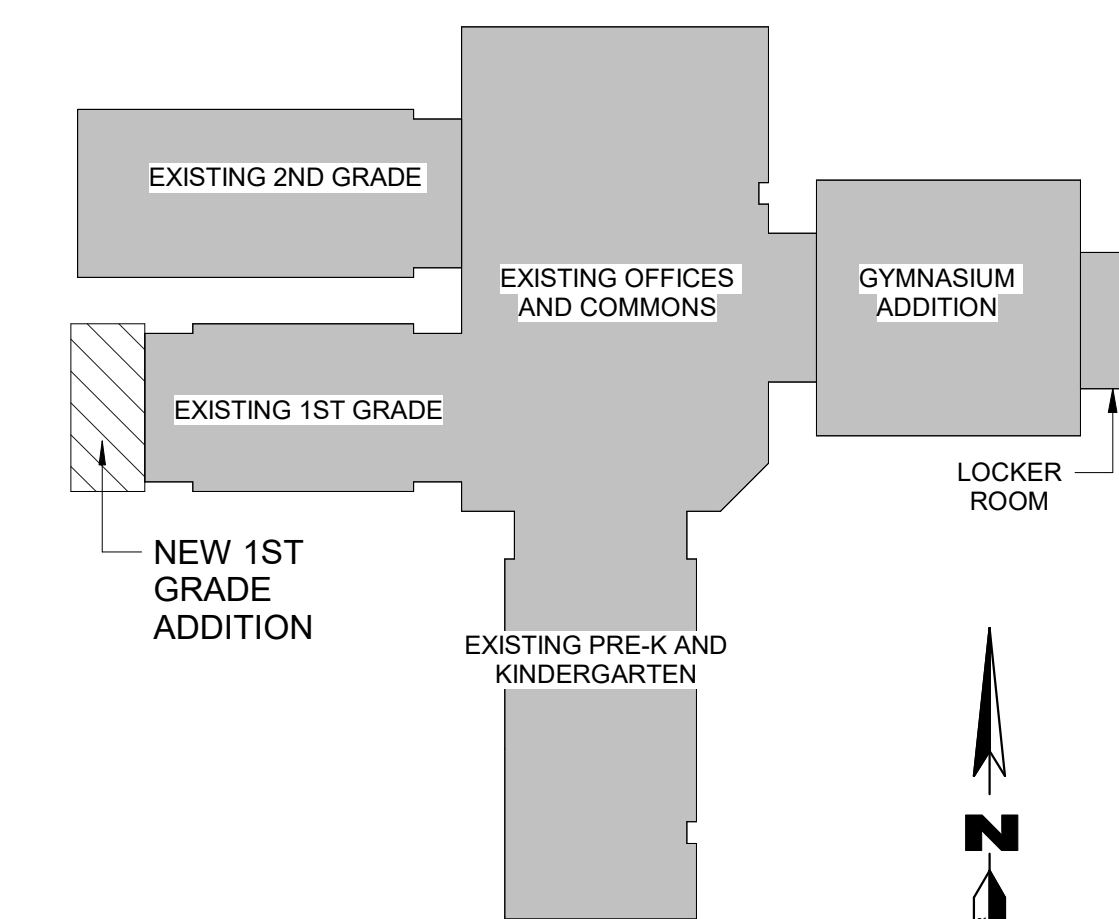 EXISTING 2ND GRADE
EXISTING OFFICES
AND COMMONS
GYMNASIUM
ADDITION
EXISTING 1ST GRADE
LOCKER
ROOM
NEW 1ST
GRADE
ADDITION
EXISTING PRE-K AND
KINDERGARTEN
N